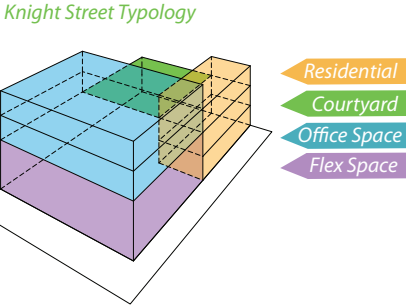 Knight Street Typology
Residential
Courtyard
Office Space
Flex Space